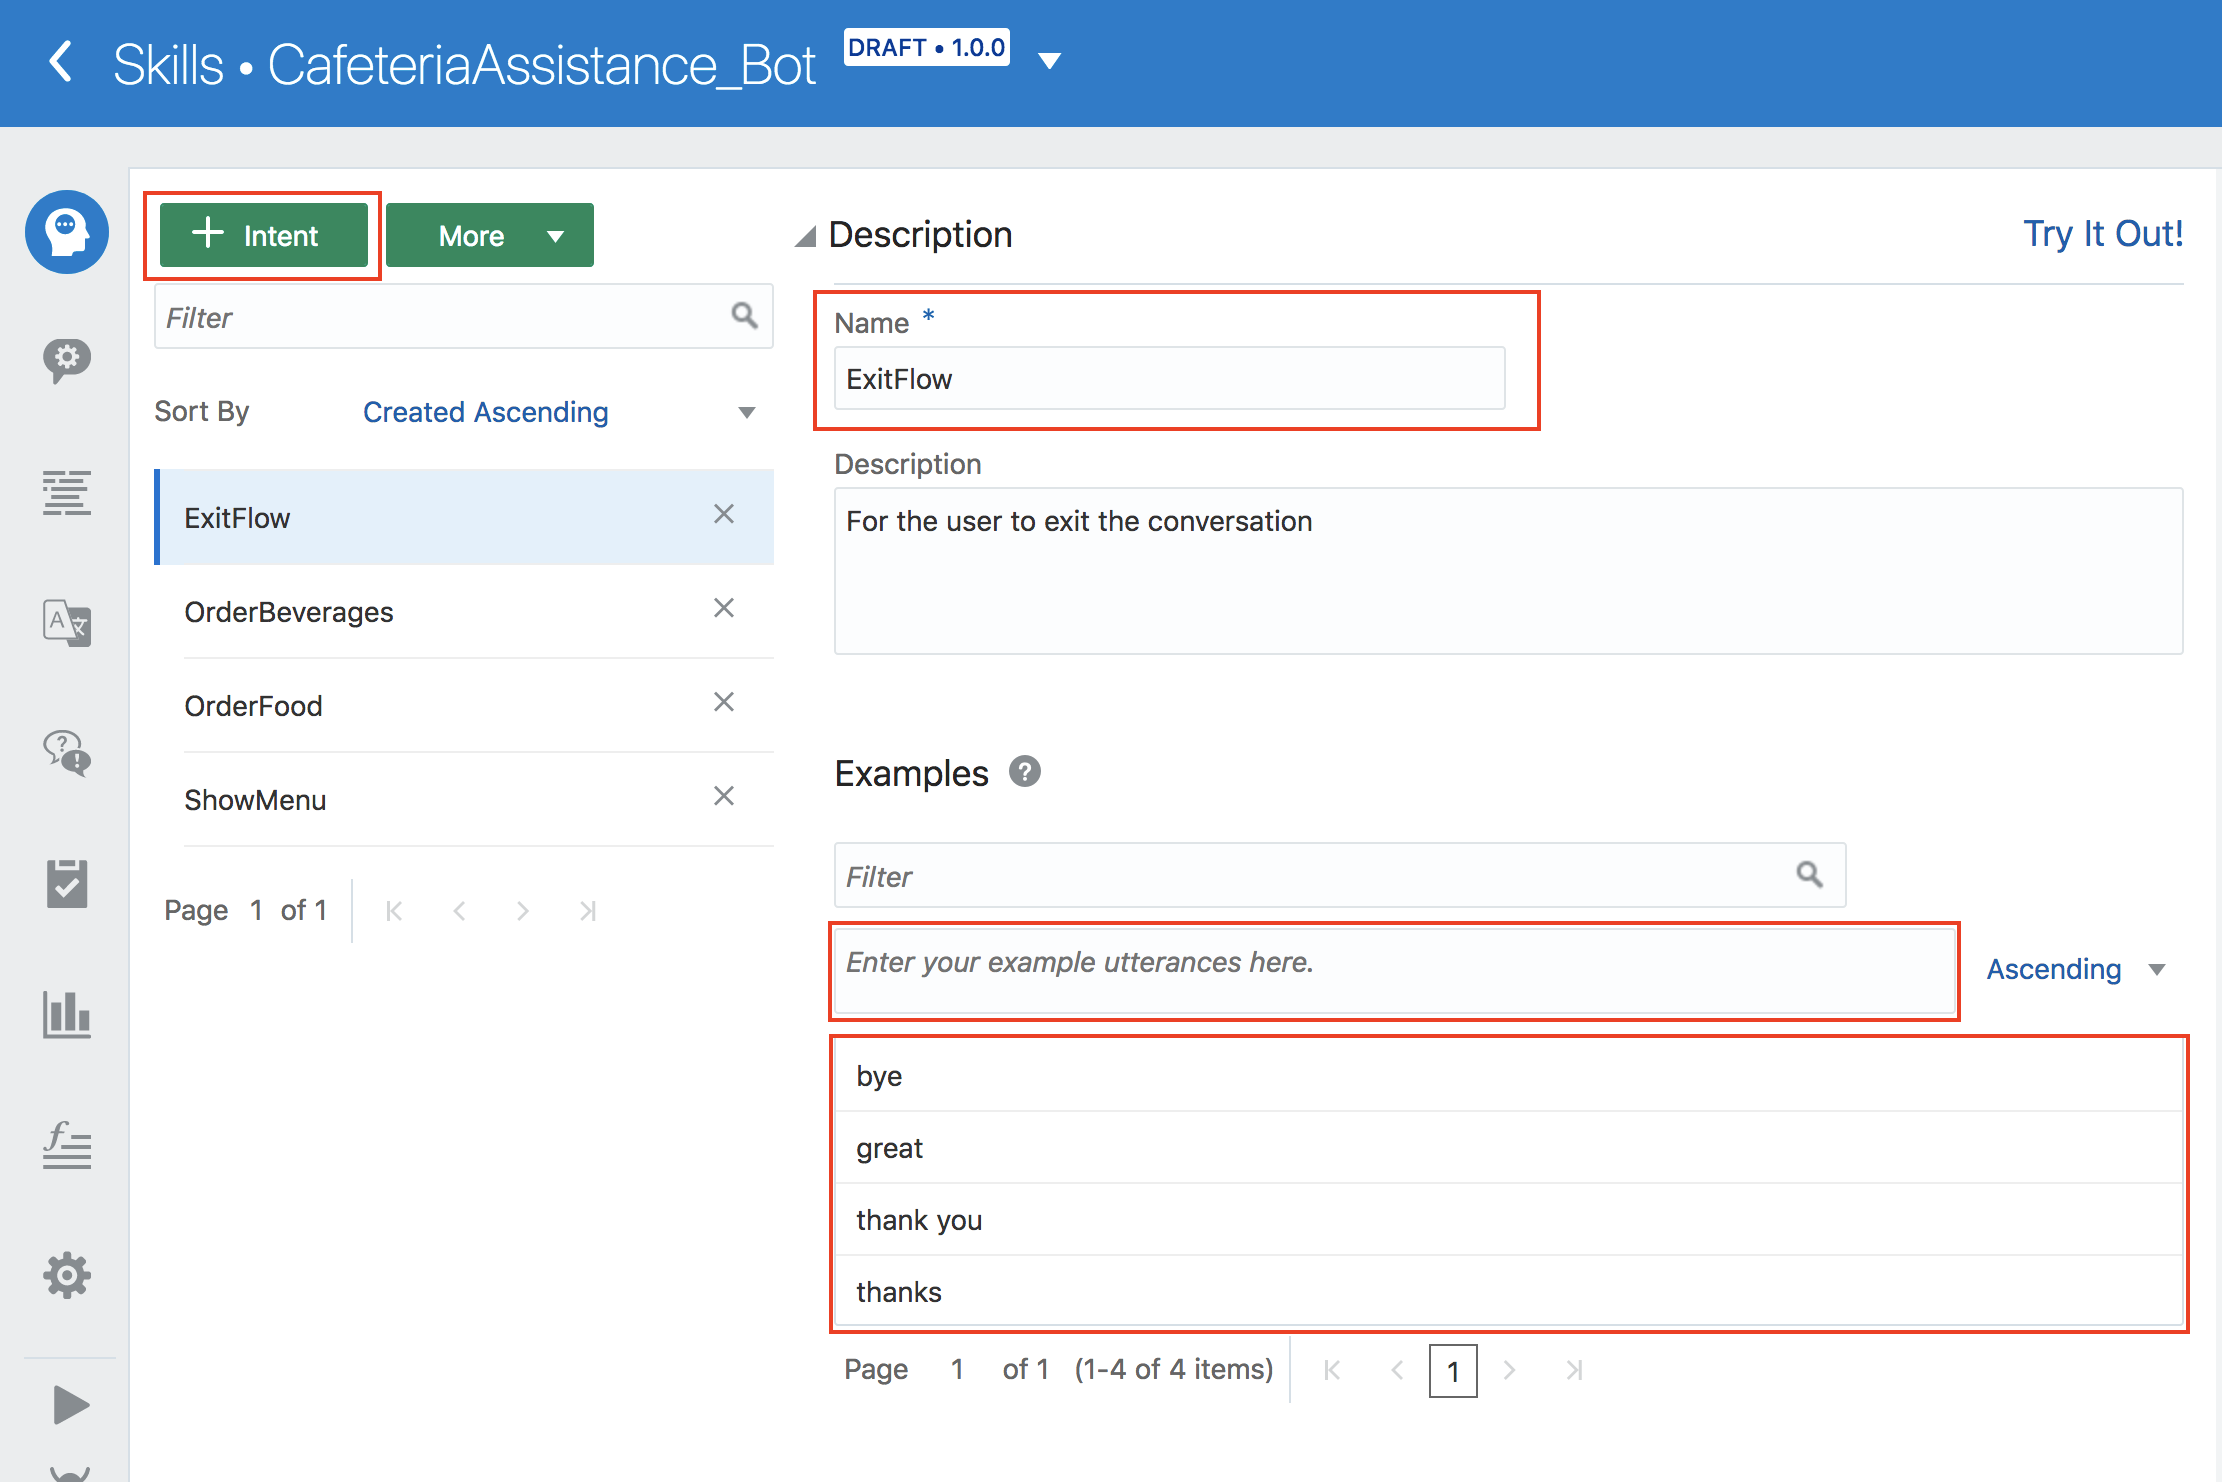 Skills • CafeteriaAssistance_Bot DRAFT • 1.0.0
+ Intent More
Filter
Sort By Created Ascending
ExitFlow
OrderBeverages
OrderFood
ShowMenu
Page 1 of 1
Description Try It Out!
Name *
ExitFlow
Description
For the user to exit the conversation
Examples ?
Filter
Enter your example utterances here.
Ascending
bye
great
thank you
thanks
Page 1 of 1 (1-4 of 4 items) 1